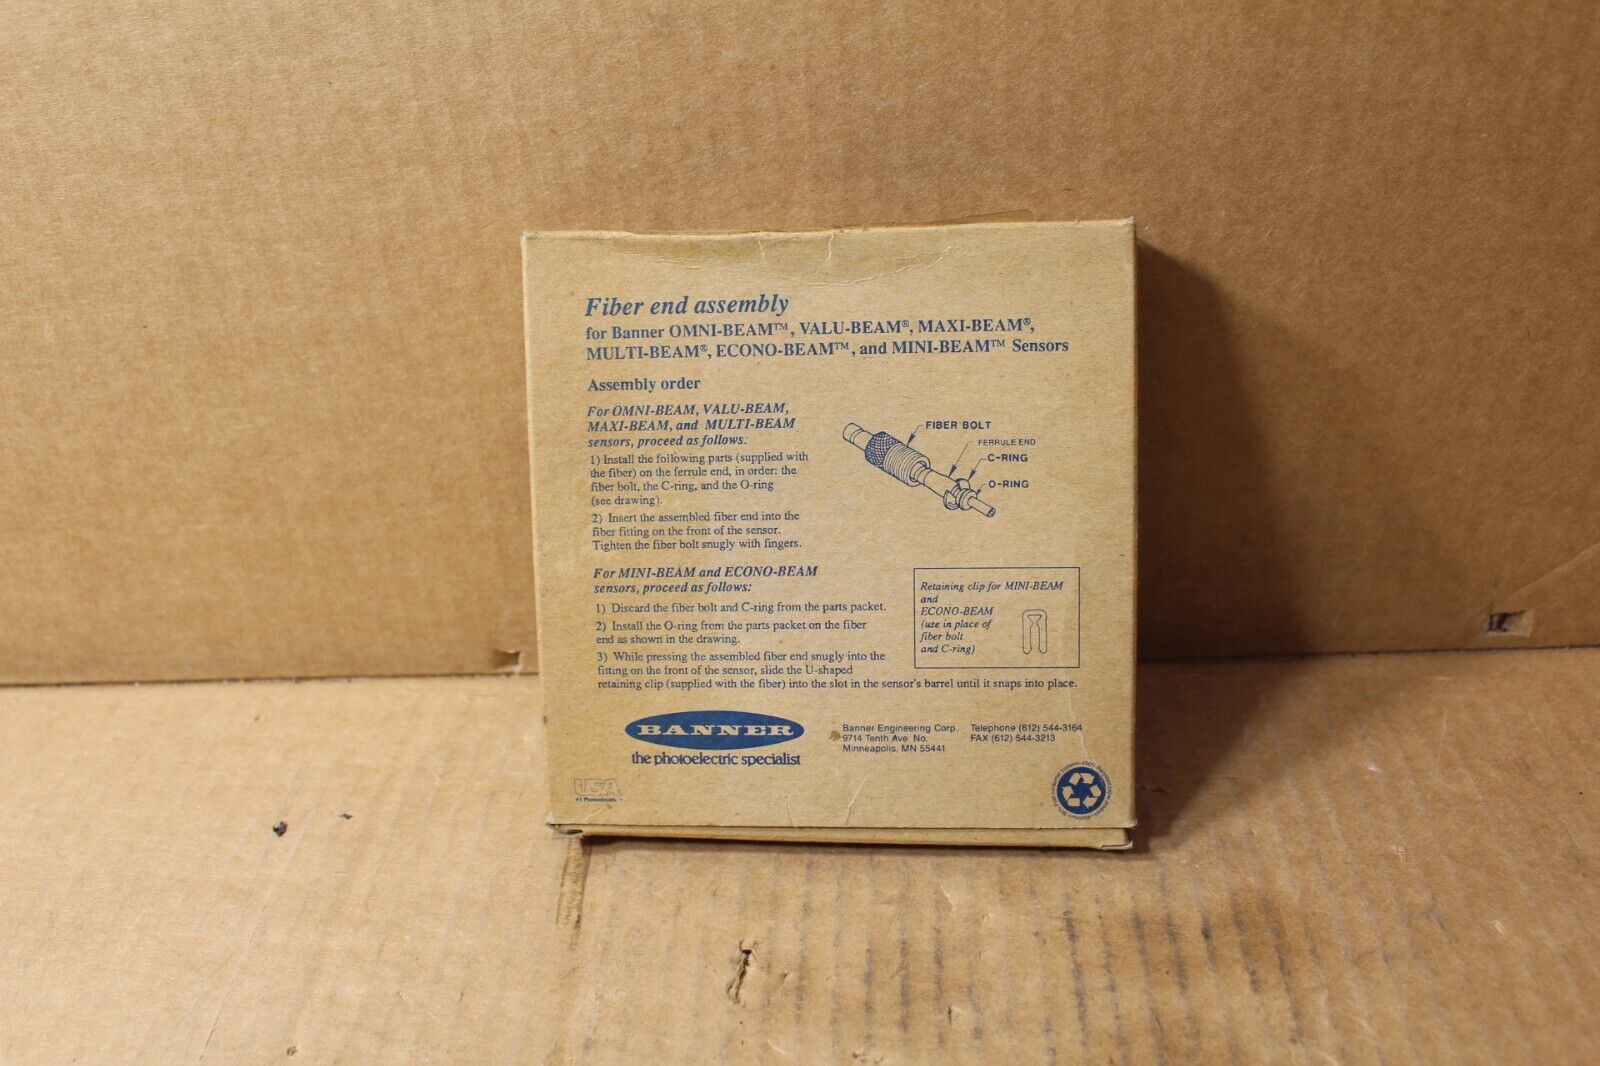 Fiber end assembly
for Banner OMNI-BEAM™, VALU-BEAM®, MAXI-BEAM®,
MULTI-BEAM®, ECONO-BEAM™, and MINI-BEAM™ Sensors
Assembly order
For OMNI-BEAM, VALU-BEAM,
MAXI-BEAM, and MULTI-BEAM
sensors, proceed as follows:
1) Install the following parts (supplied with
the fiber) on the ferrule end, in order: the
fiber bolt, the C-ring, and the O-ring
(see drawing).
2) Insert the assembled fiber end into the
fiber fitting on the front of the sensor.
Tighten the fiber bolt snugly with fingers.
FIBER BOLT
FERRULE END
C-RING
O-RING
For MINI-BEAM and ECONO-BEAM
sensors, proceed as follows:
1) Discard the fiber bolt and C-ring from the parts packet.
2) Install the O-ring from the parts packet on the fiber
end as shown in the drawing.
3) While pressing the assembled fiber end snugly into the
fitting on the front of the sensor, slide the U-shaped
retaining clip (supplied with the fiber) into the slot in the sensor's barrel until it snaps into place.
Retaining clip for MINI-BEAM
and
ECONO-BEAM
(use in place of
fiber bolt
and C-ring)
BANNER
the photoelectric specialist
Banner Engineering Corp.
9714 Tenth Ave. No.
Minneapolis, MN 55441
Telephone (612) 544-3164
FAX (612) 544-3213
USA
#1 Photoelectric